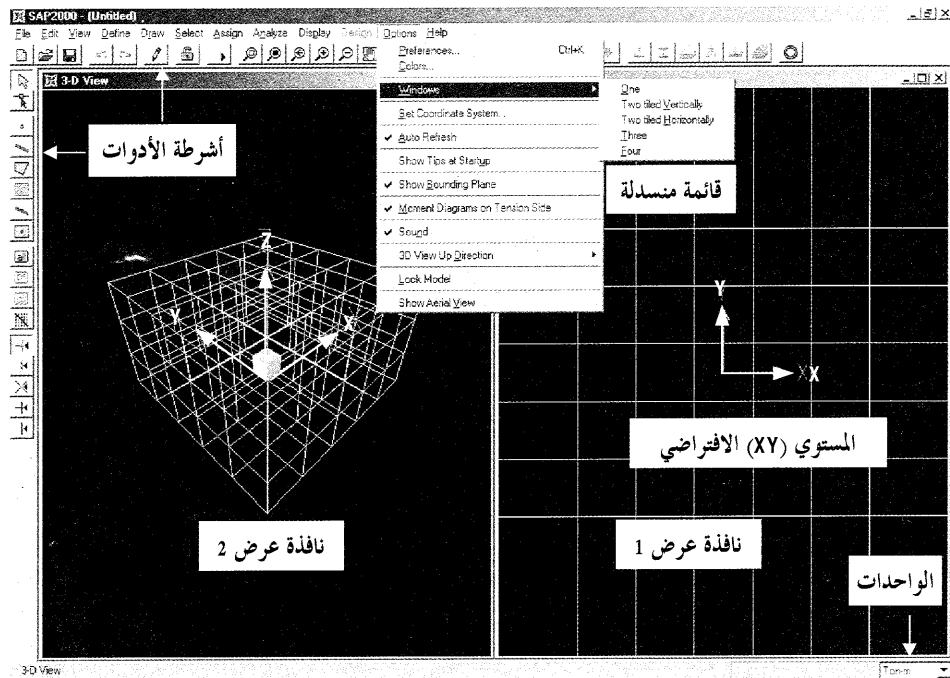 SAP2000 - (Untitled)
File Edit View Define Draw Select Assign Analyze Display Design Options Help
3-D View
Preferences... Ctrl+K
Colors...
Windows
Set Coordinate System...
Auto Refresh
Show Tips at Startup
Show Bounding Plane
Moment Diagrams on Tension Side
Sound
3D View Up Direction
Lock Model
Show Aerial View
One
Two tiled Vertically
Two tiled Horizontally
Three
Four
أشرطة الأدوات
قائمة منسدلة
Z
Y
X
Y
X
المستوي (XY) الافتراضي
نافذة عرض 2
نافذة عرض 1
الواحدات
3-D View
Ton-m